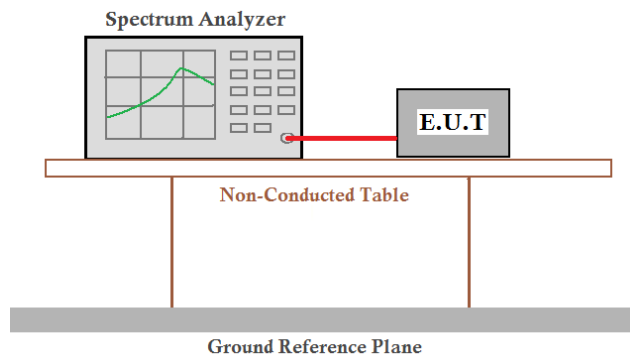 Spectrum Analyzer
E.U.T
Non-Conducted Table
Ground Reference Plane